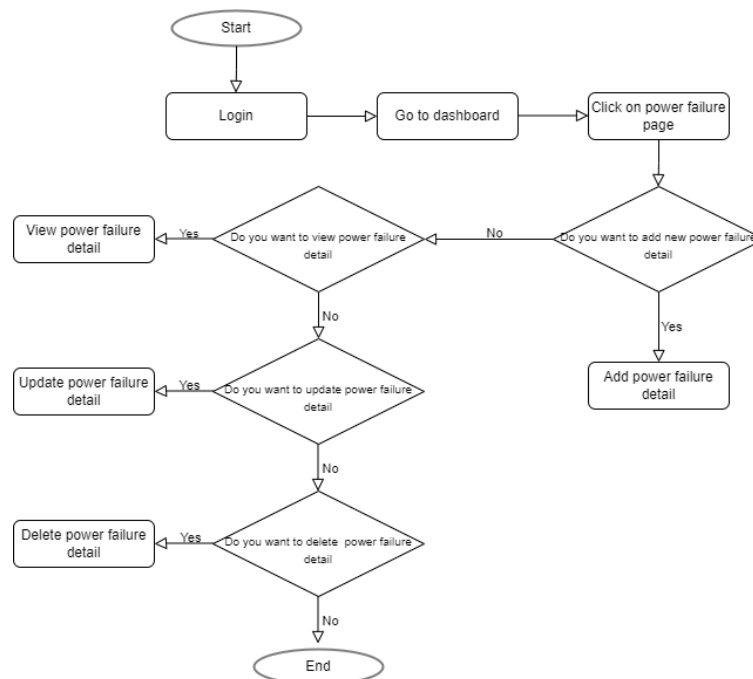 Start
Login
Go to dashboard
Click on power failure
page
View power failure
detail
Yes
Do you want to view power failure
detail
No
Do you want to add new power failure
detail
No
Yes
Update power failure
detail
Yes
Do you want to update power failure
detail
Add power failure
detail
No
Delete power failure
detail
Yes
Do you want to delete power failure
detail
No
End